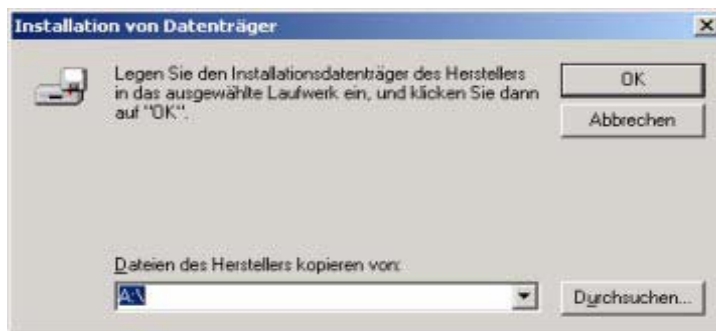 Installation von Datenträger
Legen Sie den Installationsdatenträger des Herstellers
in das ausgewählte Laufwerk ein, und klicken Sie dann
auf "OK".
OK
Abbrechen
Dateien des Herstellers kopieren von:
A:\
Durchsuchen...